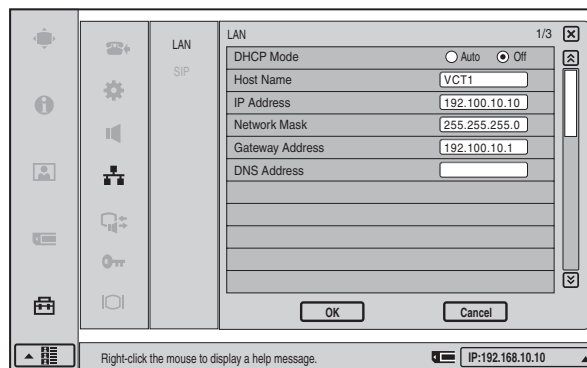 LAN
SIP
LAN 1/3
DHCP Mode Auto Off
Host Name VCT1
IP Address 192.100.10.10
Network Mask 255.255.255.0
Gateway Address 192.100.10.1
DNS Address
OK Cancel
Right-click the mouse to display a help message. IP:192.168.10.10